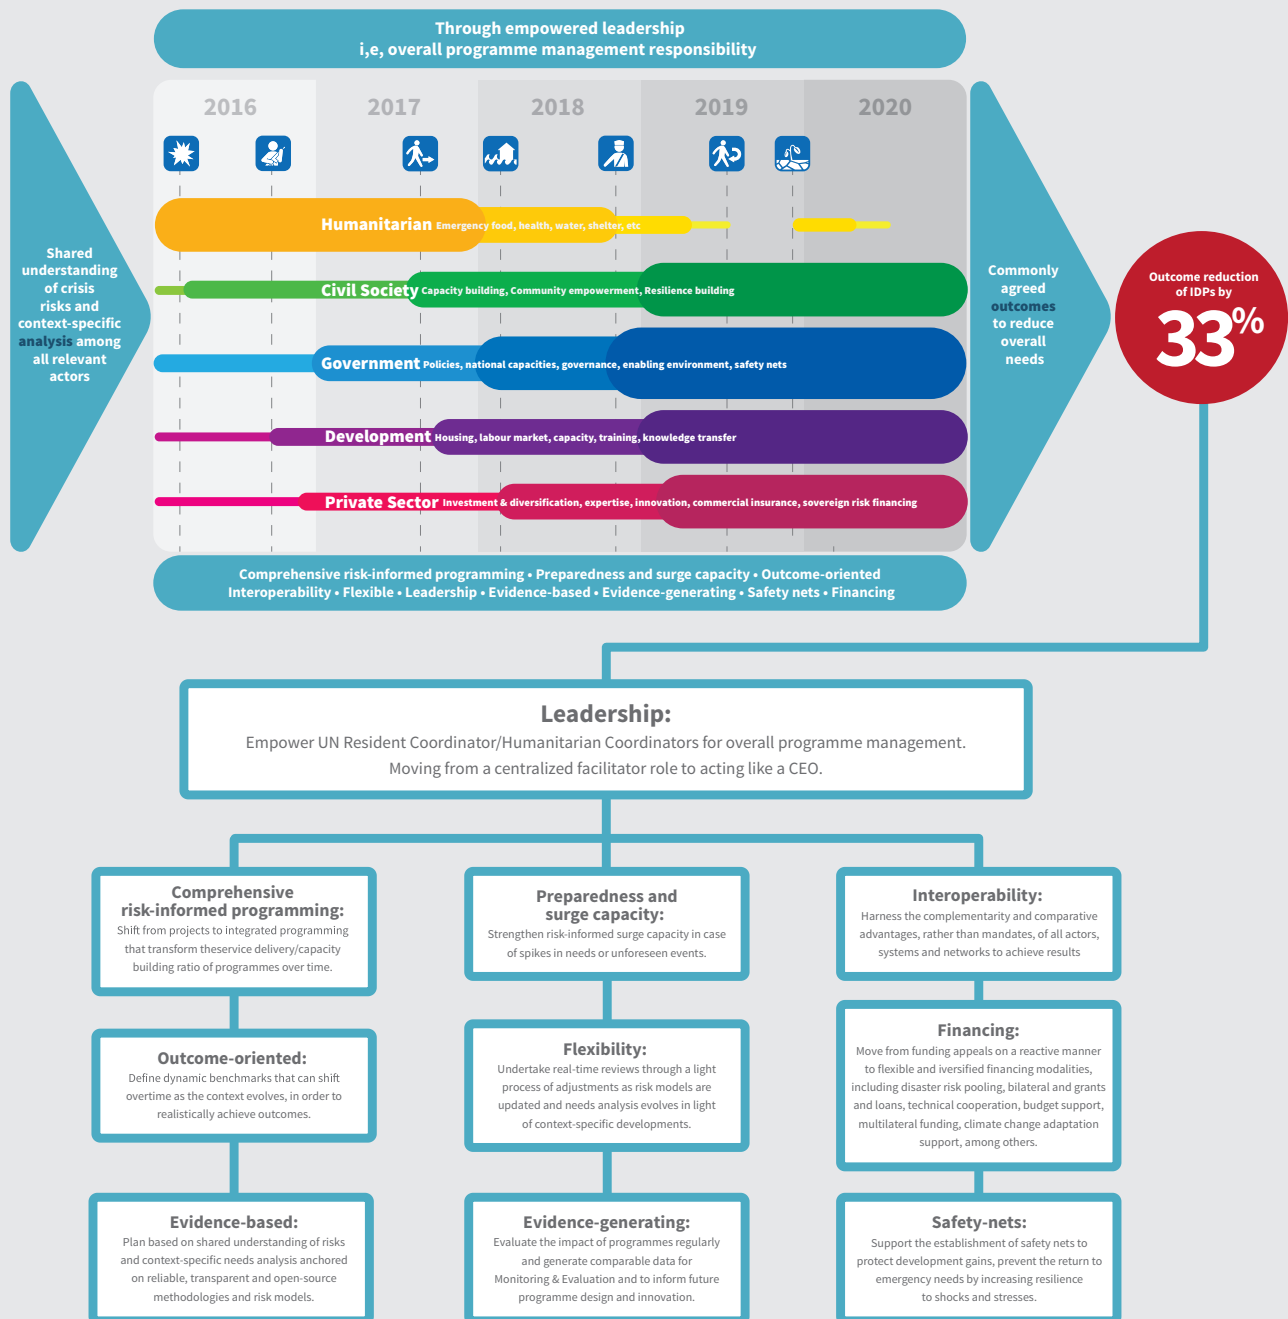 Through empowered leadership
i,e, overall programme management responsibility
2016
2017
2018
2019
2020
Shared
understanding
of crisis
risks and
context-specific
analysis among
all relevant
actors
Humanitarian Emergency food, health, water, shelter, etc
Civil Society Capacity building, Community empowerment, Resilience building
Government Policies, national capacities, governance, enabling environment, safety nets
Development Housing, labour market, capacity, training, knowledge transfer
Private Sector Investment & diversification, expertise, innovation, commercial insurance, sovereign risk financing
Commonly
agreed
outcomes
to reduce
overall
needs
Outcome reduction
of IDPs by
33%
Comprehensive risk-informed programming • Preparedness and surge capacity • Outcome-oriented
Interoperability • Flexible • Leadership • Evidence-based • Evidence-generating • Safety nets • Financing
Leadership:
Empower UN Resident Coordinator/Humanitarian Coordinators for overall programme management.
Moving from a centralized facilitator role to acting like a CEO.
Comprehensive
risk-informed programming:
Shift from projects to integrated programming
that transform theservice delivery/capacity
building ratio of programmes over time.
Preparedness and
surge capacity:
Strengthen risk-informed surge capacity in case
of spikes in needs or unforeseen events.
Interoperability:
Harness the complementarity and comparative
advantages, rather than mandates, of all actors,
systems and networks to achieve results
Outcome-oriented:
Define dynamic benchmarks that can shift
overtime as the context evolves, in order to
realistically achieve outcomes.
Flexibility:
Undertake real-time reviews through a light
process of adjustments as risk models are
updated and needs analysis evolves in light
of context-specific developments.
Financing:
Move from funding appeals on a reactive manner
to flexible and iversified financing modalities,
including disaster risk pooling, bilateral and grants
and loans, technical cooperation, budget support,
multilateral funding, climate change adaptation
support, among others.
Evidence-based:
Plan based on shared understanding of risks
and context-specific needs analysis anchored
on reliable, transparent and open-source
methodologies and risk models.
Evidence-generating:
Evaluate the impact of programmes regularly
and generate comparable data for
Monitoring & Evaluation and to inform future
programme design and innovation.
Safety-nets:
Support the establishment of safety nets to
protect development gains, prevent the return to
emergency needs by increasing resilience
to shocks and stresses.